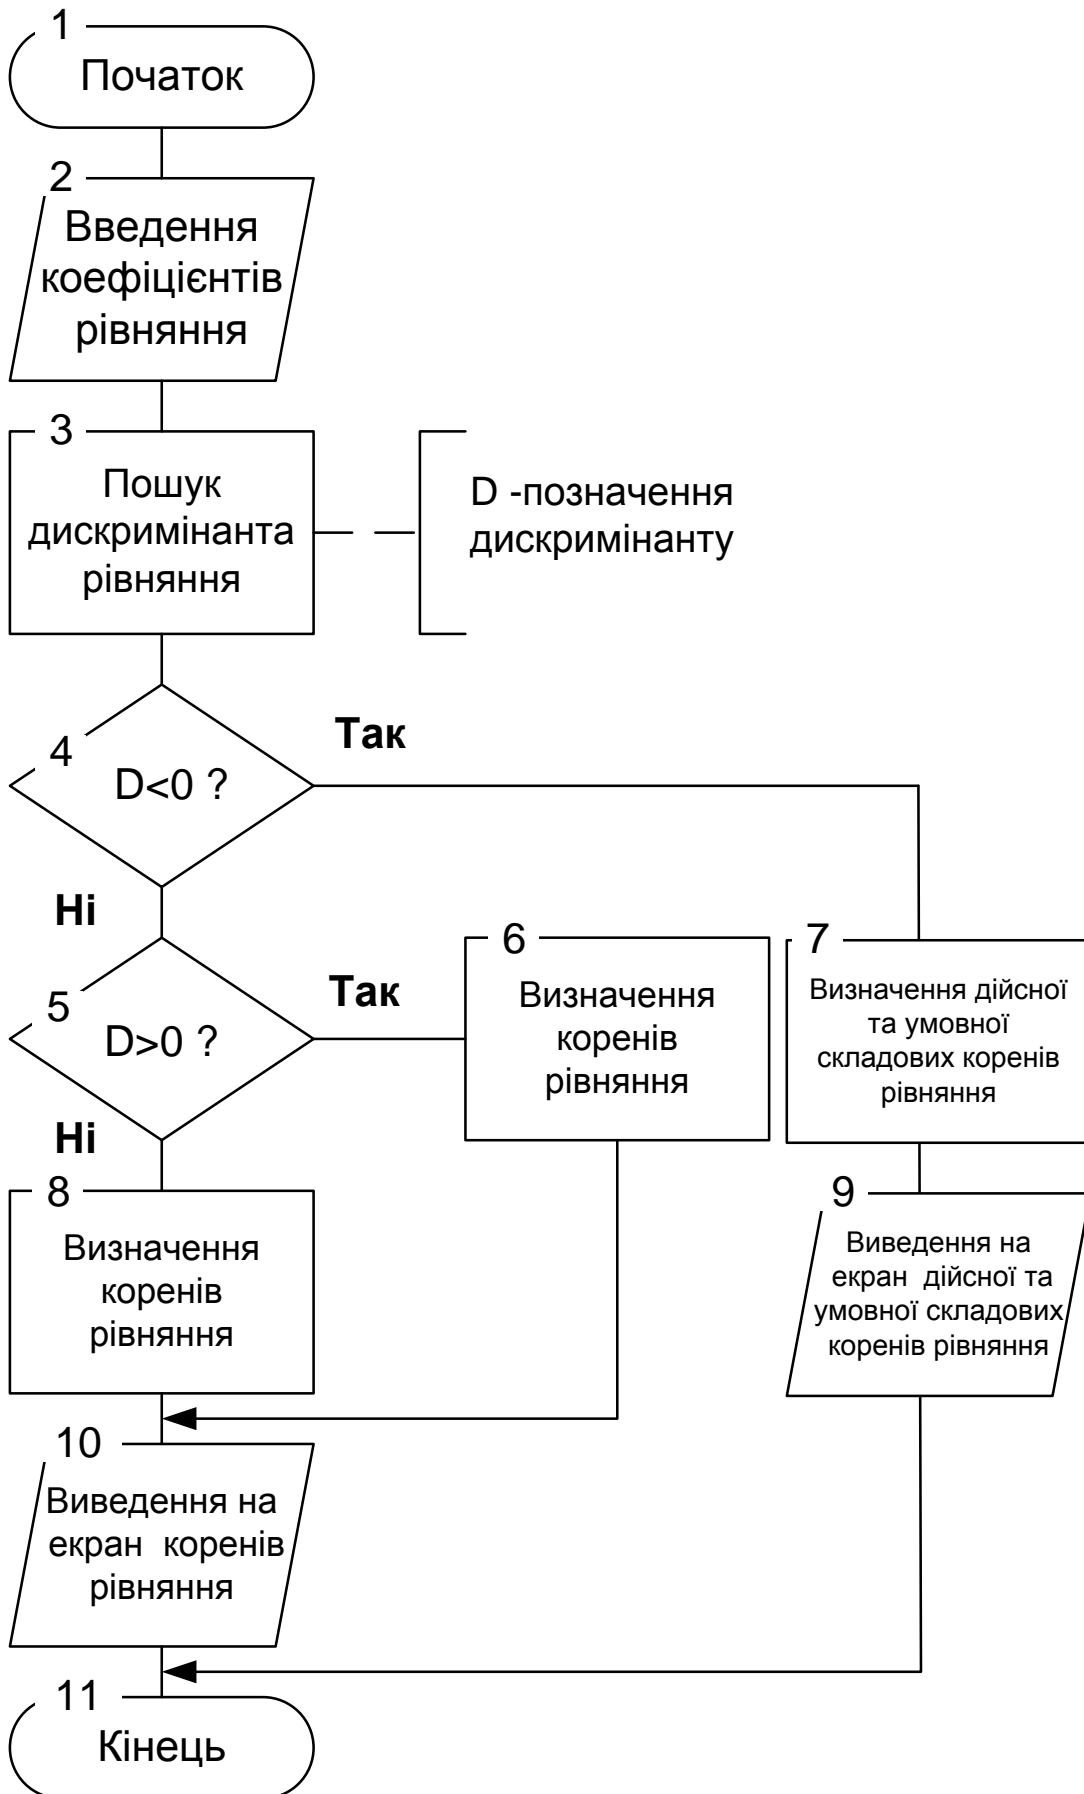 1
Початок
2
Введення
коефіцієнтів
рівняння
3
Пошук
дискримінанта
рівняння
D -позначення
дискримінанту
4
D<0 ?
Так
Ні
5
D>0 ?
Так
Ні
6
Визначення
коренів
рівняння
7
Визначення дійсної
та умовної
складових коренів
рівняння
8
Визначення
коренів
рівняння
9
Виведення на
екран дійсної та
умовної складових
коренів рівняння
10
Виведення на
екран коренів
рівняння
11
Кінець